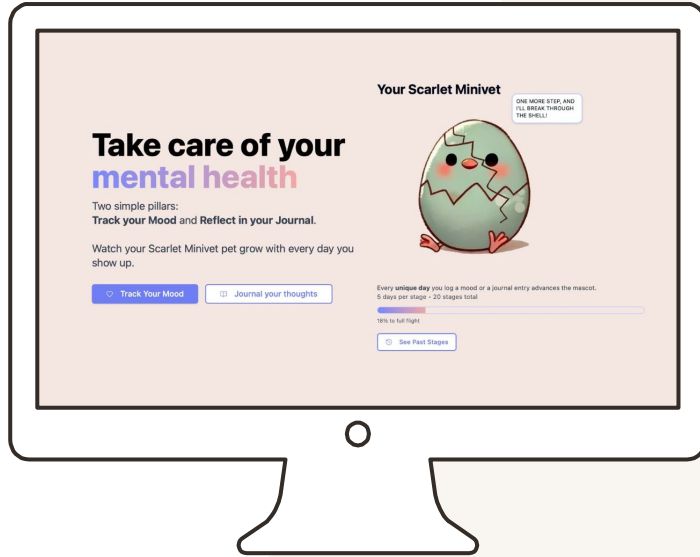 Take care of your
mental health
Two simple pillars:
Track your Mood and Reflect in your Journal.
Watch your Scarlet Minivet pet grow with every day you
show up.
Track Your Mood
Journal your thoughts
Your Scarlet Minivet
ONE MORE STEP, AND
I'LL BREAK THROUGH
THE SHELL!
Every unique day you log a mood or a journal entry advances the mascot.
5 days per stage • 20 stages total
18% to full flight
See Past Stages